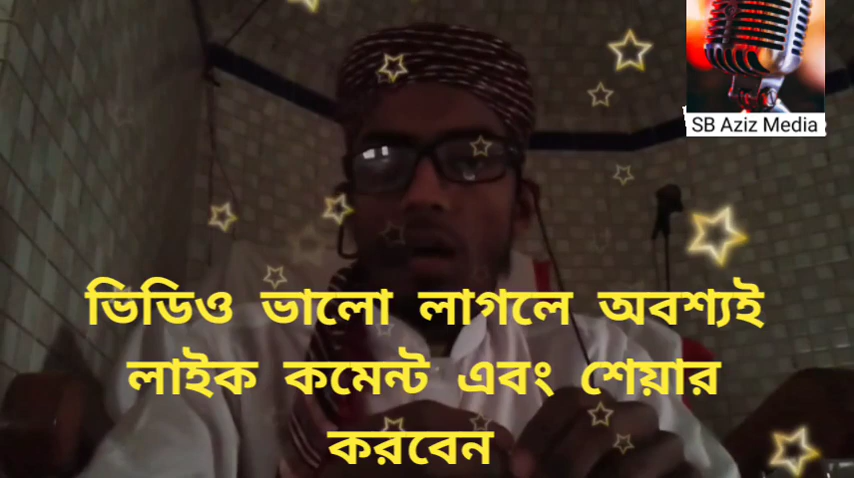 SB Aziz Media
ভিডিও ভালো লাগলে অবশ্যই
লাইক কমেন্ট এবং শেয়ার
করবেন